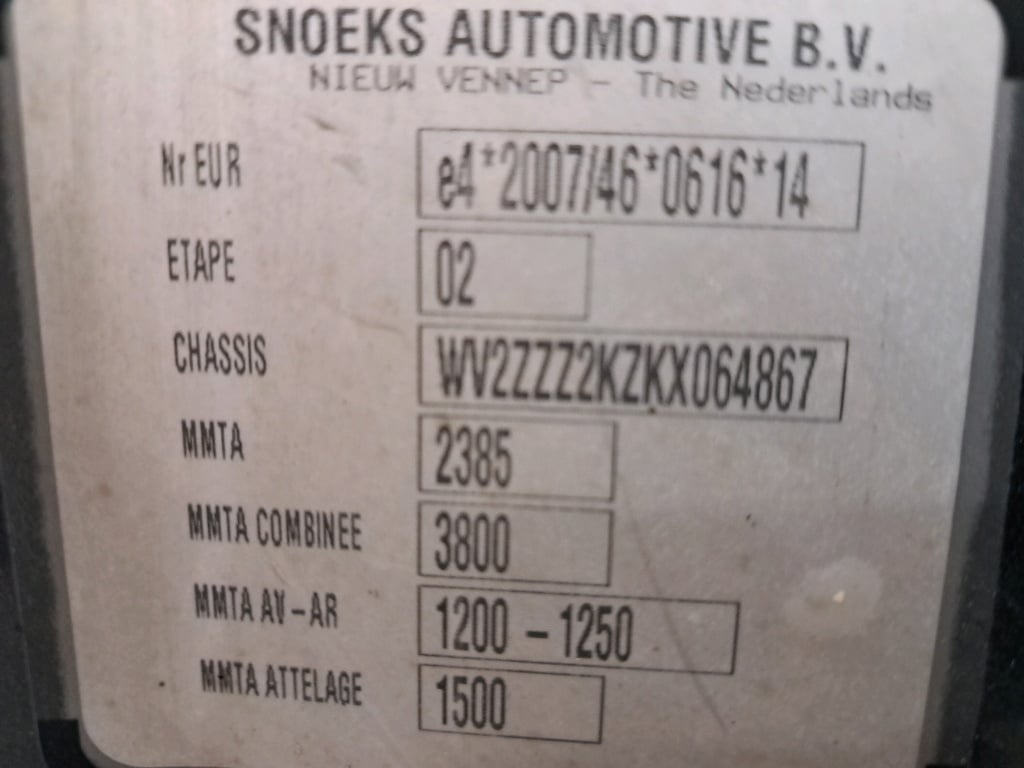 SNOEKS AUTOMOTIVE B.V.
NIEUW VENNEP - The Nederlands
Nr EUR e4*2007/46*0616*14
ETAPE 02
CHASSIS WV2ZZZ2KZKX064867
MMTA 2385
MMTA COMBINEE 3800
MMTA AV-AR 1200 - 1250
MMTA ATTELAGE 1500